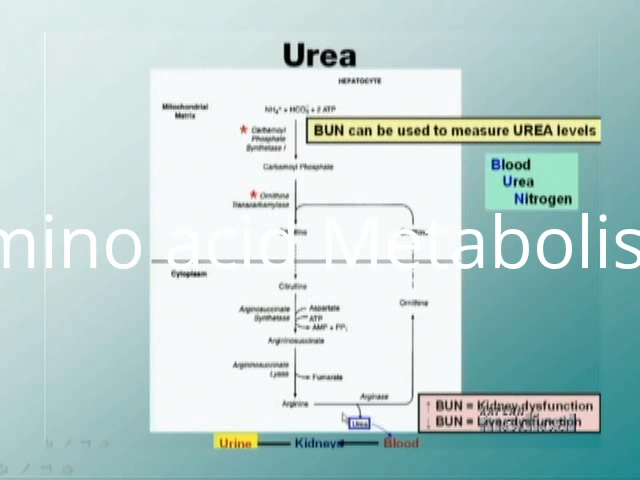 Urea
HEPATOCYTE
Mitochondrial
Matrix
NH₄⁺ + HCO₃⁻ + 2 ATP
BUN can be used to measure UREA levels
* Carbamoyl
Phosphate
Synthetase I
Blood
Urea
Nitrogen
Carbamoyl Phosphate
* Ornithine
Transcarbamylase
mino acid Metabolis
Cytoplasm
Citrulline
Ornithine
Argininosuccinate
Synthetase
Aspartate
ATP
AMP + PPᵢ
Argininosuccinate
Argininosuccinate
Lyase
Fumarate
Arginine
Arginase
Urea
↑ BUN = Kidney dysfunction
↓ BUN = Liver dysfunction
Urine
Kidney
Blood